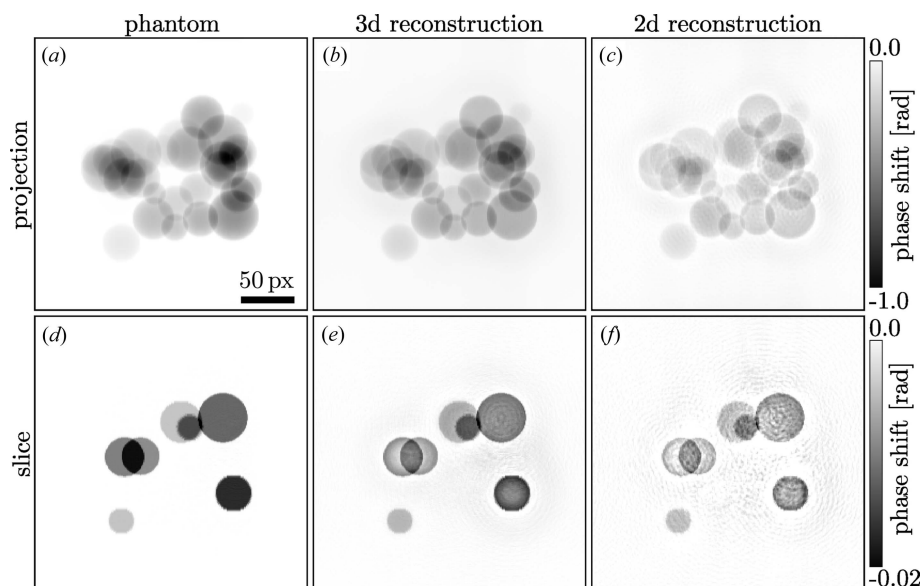 phantom
3d reconstruction
2d reconstruction
projection
(a)
(b)
(c)
50 px
0.0
phase shift [rad]
-1.0
slice
(d)
(e)
(f)
0.0
phase shift [rad]
-0.02